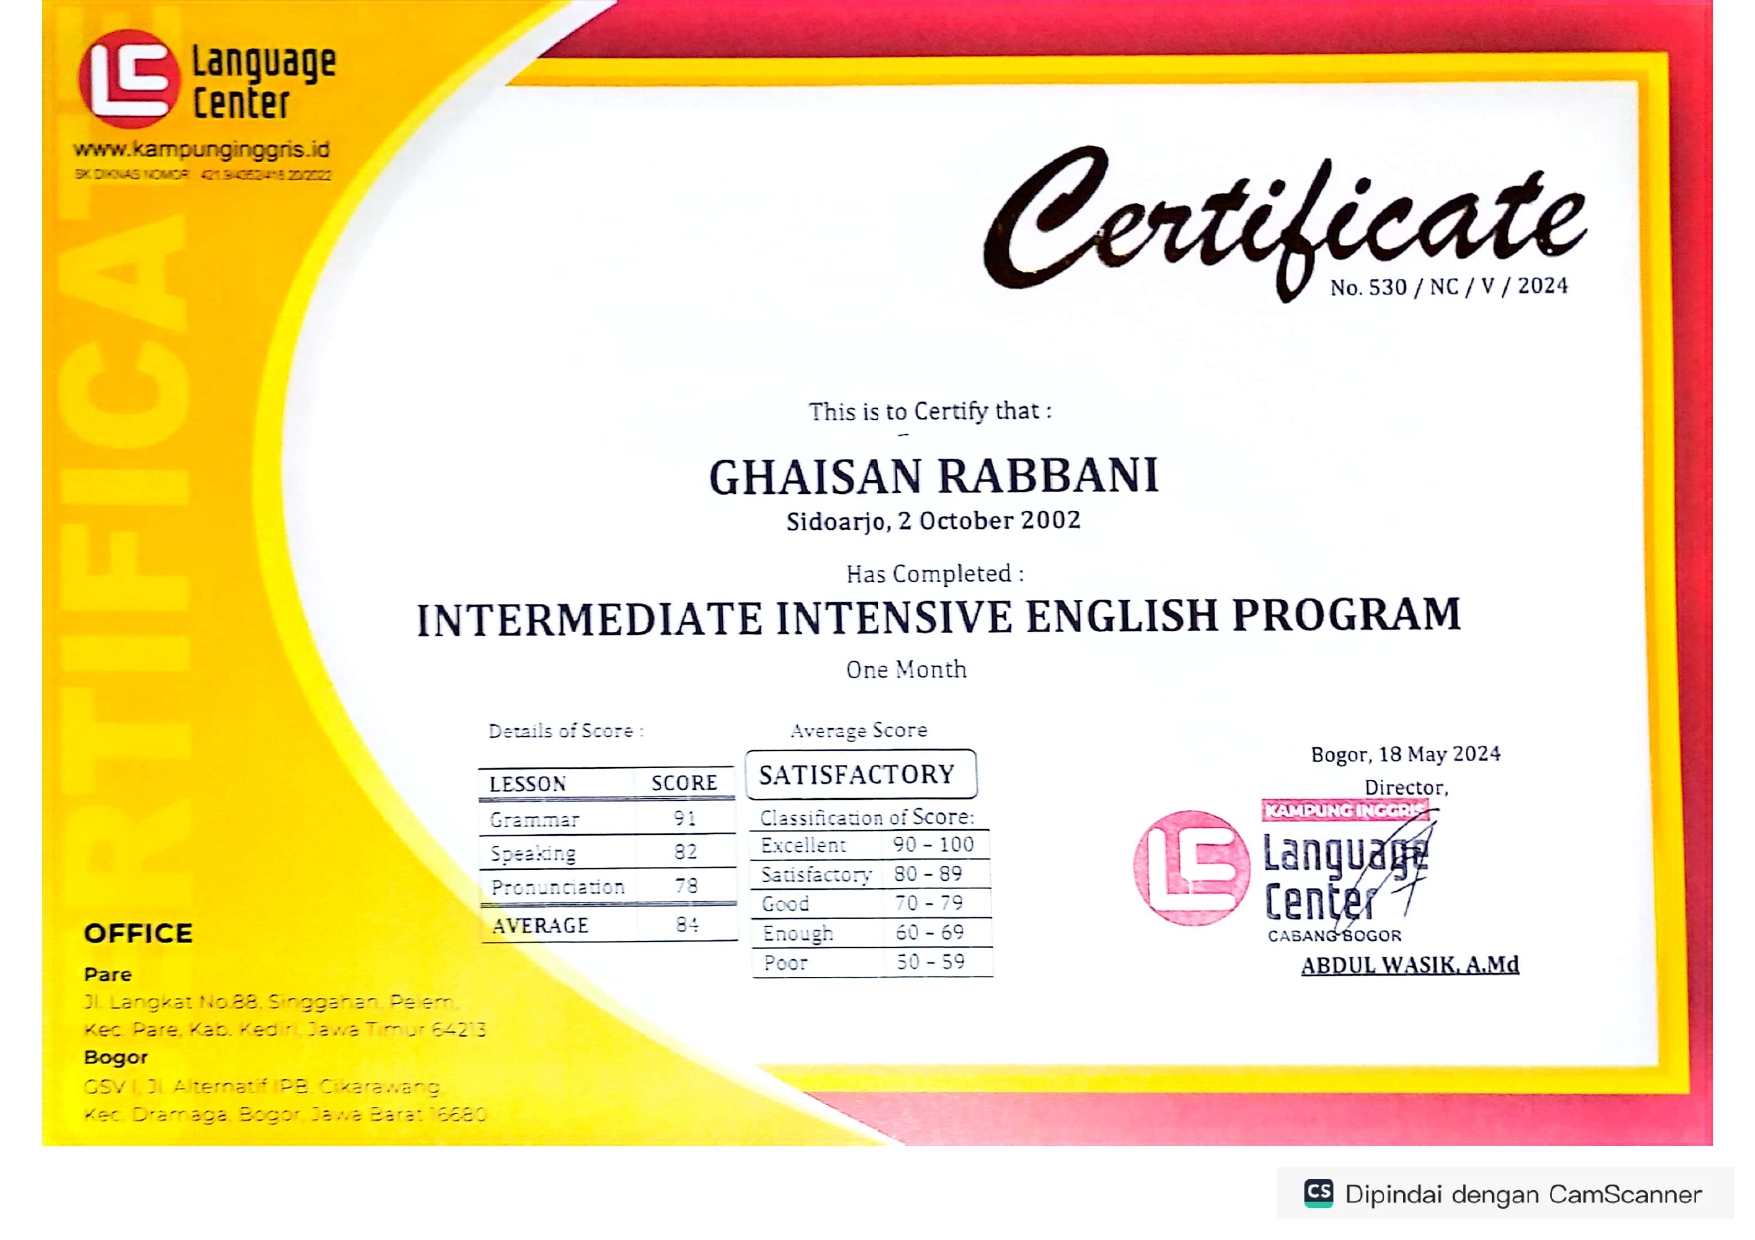 LC Language
Center
www.kampunginggris.id
SK DIKNAS NOMOR : 421.9/4352/418.20/2022
CERTIFICATE
Certificate
No. 530 / NC / V / 2024
This is to Certify that :
GHAISAN RABBANI
Sidoarjo, 2 October 2002
Has Completed :
INTERMEDIATE INTENSIVE ENGLISH PROGRAM
One Month
Details of Score :
LESSON SCORE
Grammar 91
Speaking 82
Pronunciation 78
AVERAGE 84
Average Score
SATISFACTORY
Classification of Score:
Excellent 90 - 100
Satisfactory 80 - 89
Good 70 - 79
Enough 60 - 69
Poor 50 - 59
Bogor, 18 May 2024
Director,
KAMPUNG INGGRIS
LC Language
Center
CABANG BOGOR
ABDUL WASIK, A.Md
OFFICE
Pare
Jl. Langkat No.88, Singgahan, Pelem,
Kec. Pare, Kab. Kediri, Jawa Timur 64213
Bogor
GSV I, Jl. Alternatif IPB, Cikarawang,
Kec. Dramaga, Bogor, Jawa Barat 16680
CS Dipindai dengan CamScanner